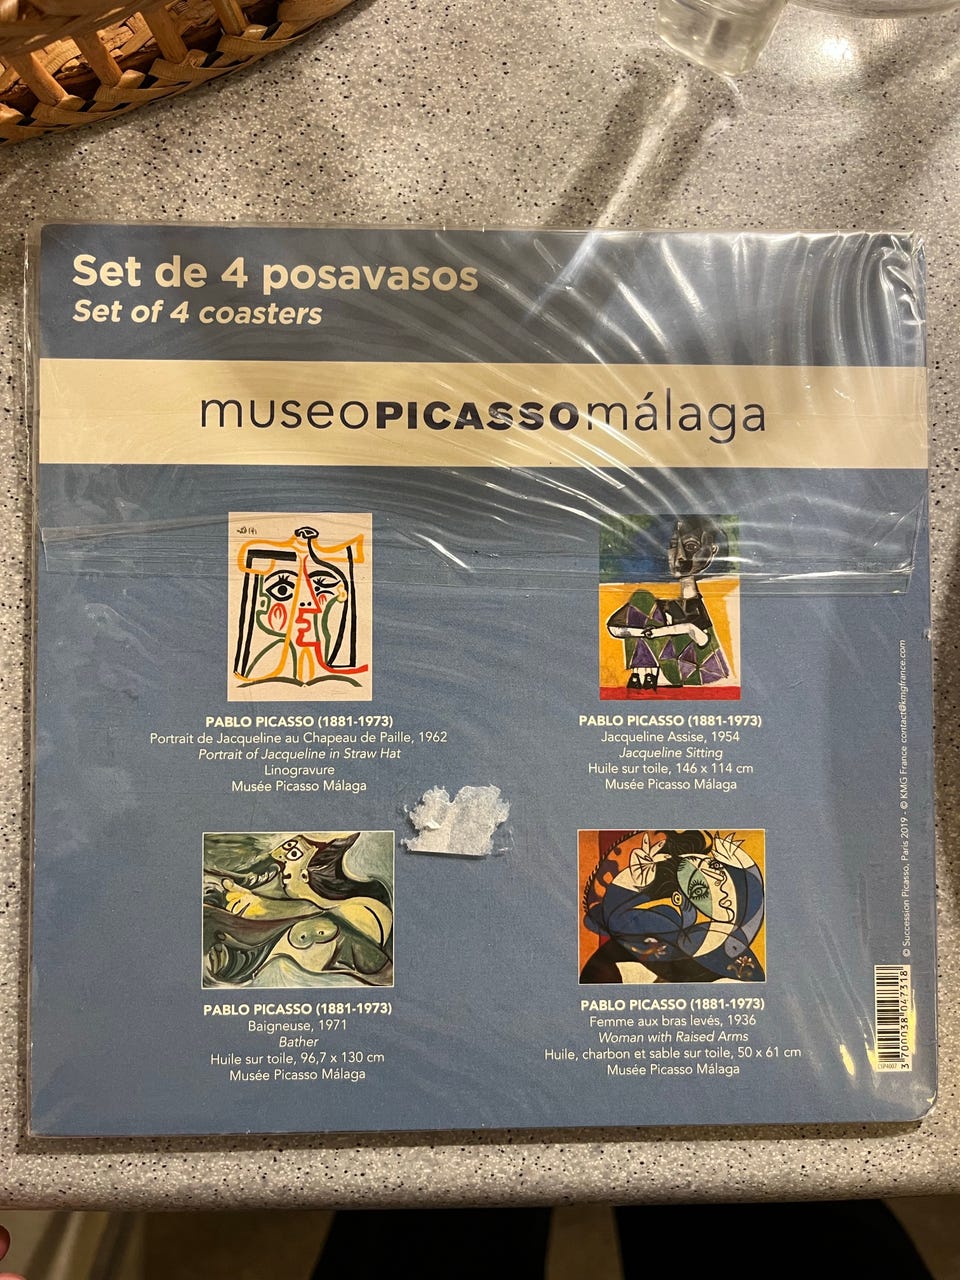 Set de 4 posavasos
Set of 4 coasters
museoPICASSOmálaga
PABLO PICASSO (1881-1973)
Portrait de Jacqueline au Chapeau de Paille, 1962
Portrait of Jacqueline in Straw Hat
Linogravure
Musée Picasso Málaga
PABLO PICASSO (1881-1973)
Jacqueline Assise, 1954
Jacqueline Sitting
Huile sur toile, 146 x 114 cm
Musée Picasso Málaga
PABLO PICASSO (1881-1973)
Baigneuse, 1971
Bather
Huile sur toile, 96,7 x 130 cm
Musée Picasso Málaga
PABLO PICASSO (1881-1973)
Femme aux bras levés, 1936
Woman with Raised Arms
Huile, charbon et sable sur toile, 50 x 61 cm
Musée Picasso Málaga
© Succession Picasso, Paris 2019 - © KMG France contact@kmgfrance.com
3 700038 047318